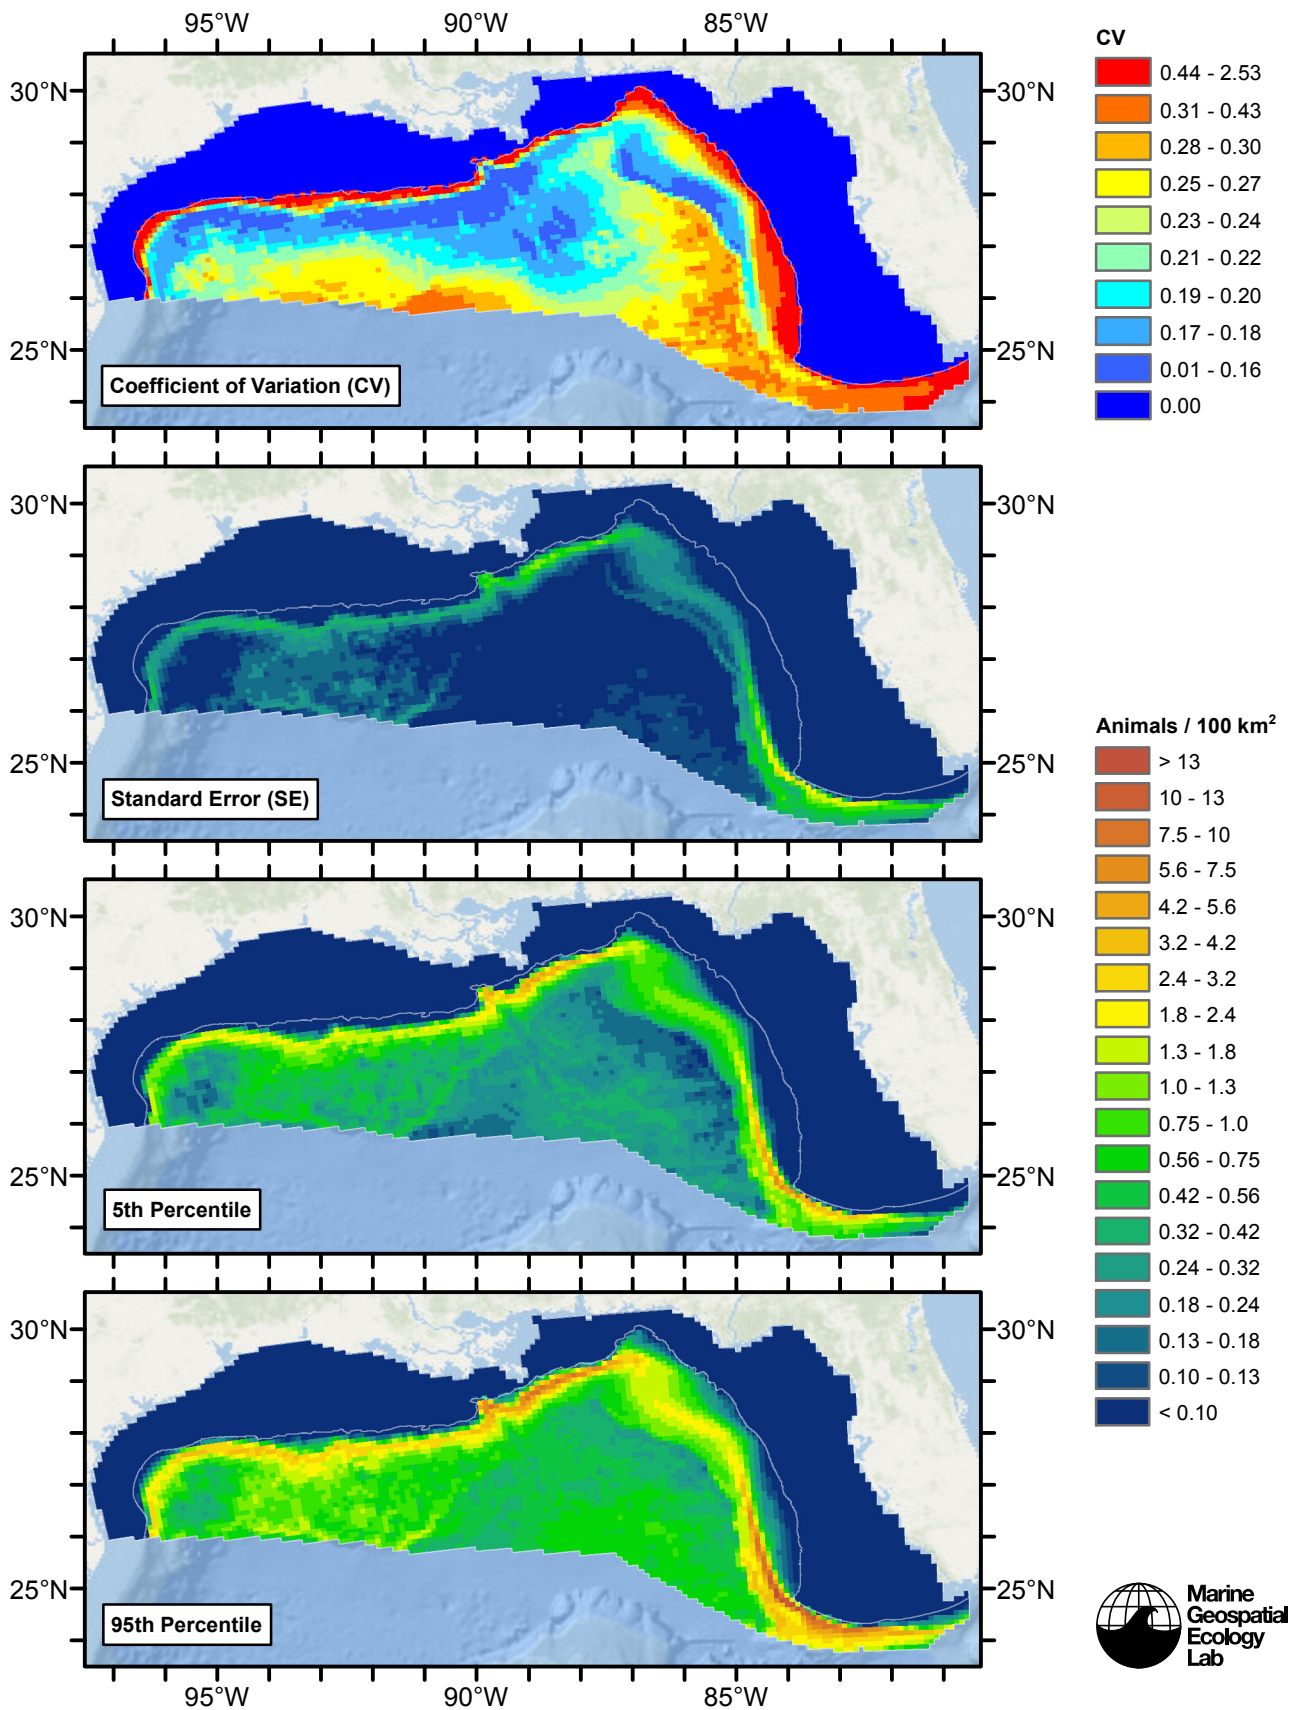 95°W 90°W 85°W
30°N 30°N
25°N 25°N
Coefficient of Variation (CV)
CV
0.44 - 2.53
0.31 - 0.43
0.28 - 0.30
0.25 - 0.27
0.23 - 0.24
0.21 - 0.22
0.19 - 0.20
0.17 - 0.18
0.01 - 0.16
0.00
30°N 30°N
25°N 25°N
Standard Error (SE)
30°N 30°N
25°N 25°N
5th Percentile
Animals / 100 km²
> 13
10 - 13
7.5 - 10
5.6 - 7.5
4.2 - 5.6
3.2 - 4.2
2.4 - 3.2
1.8 - 2.4
1.3 - 1.8
1.0 - 1.3
0.75 - 1.0
0.56 - 0.75
0.42 - 0.56
0.32 - 0.42
0.24 - 0.32
0.18 - 0.24
0.13 - 0.18
0.10 - 0.13
< 0.10
30°N 30°N
25°N 25°N
95th Percentile
95°W 90°W 85°W
Marine
Geospatial
Ecology
Lab